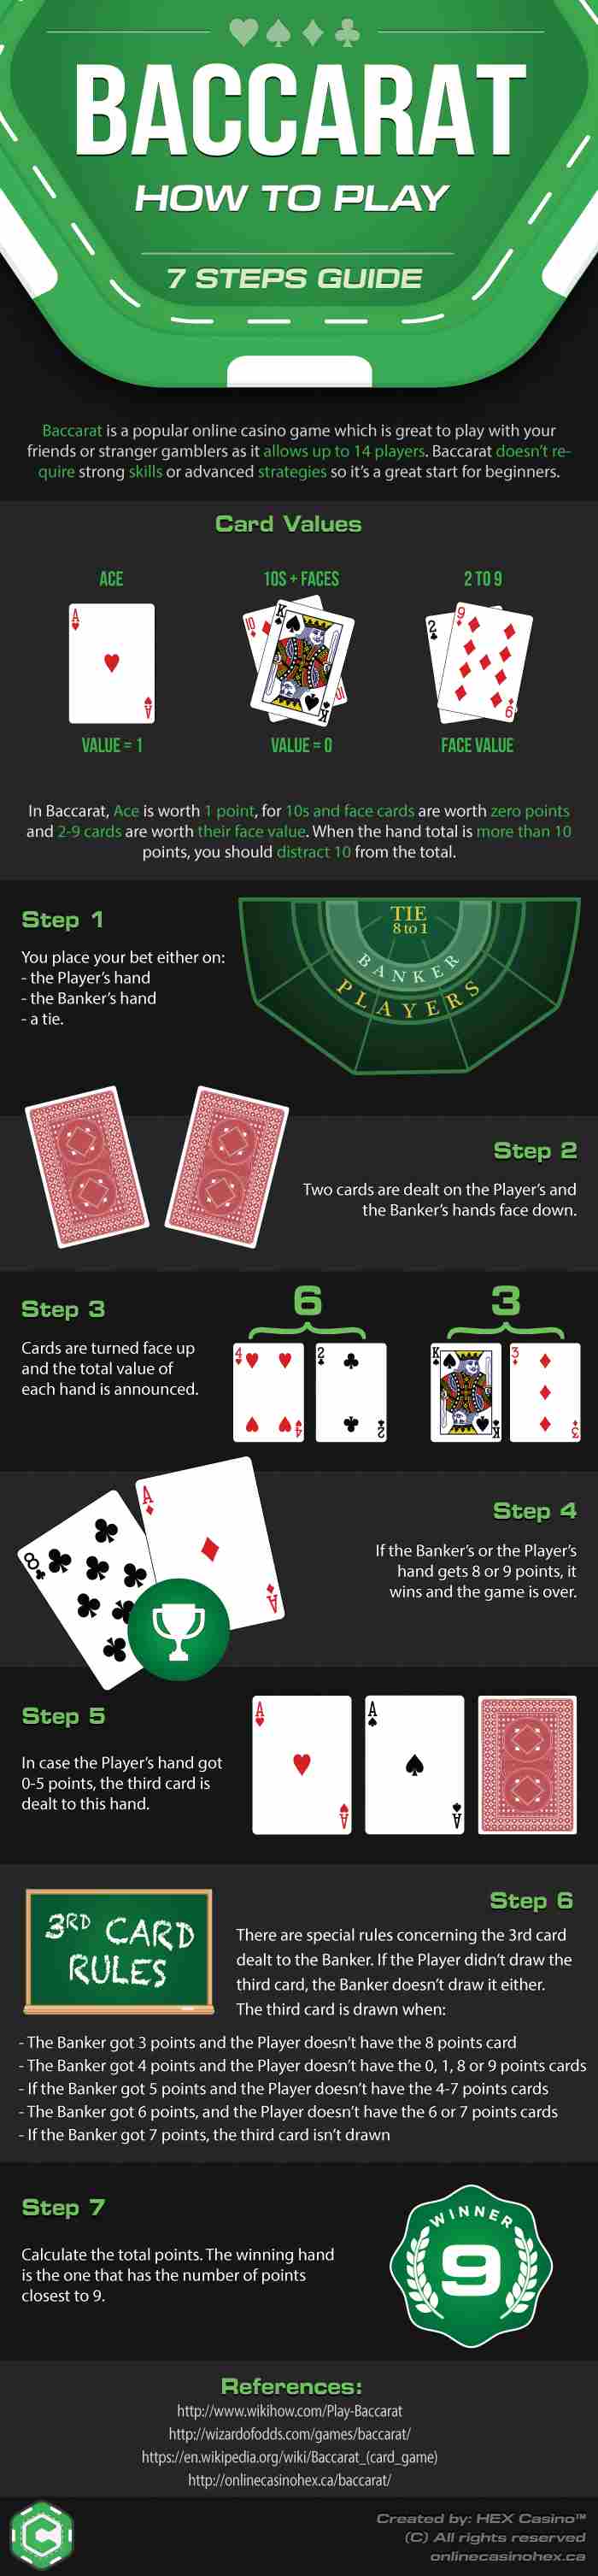 BACCARAT
HOW TO PLAY
7 STEPS GUIDE
Baccarat is a popular online casino game which is great to play with your
friends or stranger gamblers as it allows up to 14 players. Baccarat doesn't re-
quire strong skills or advanced strategies so it's a great start for beginners.
Card Values
ACE
10S + FACES
2 TO 9
A
A
10
K
K
10
2
9
9
VALUE = 1
VALUE = 0
FACE VALUE
In Baccarat, Ace is worth 1 point, for 10s and face cards are worth zero points
and 2-9 cards are worth their face value. When the hand total is more than 10
points, you should distract 10 from the total.
Step 1
You place your bet either on:
- the Player's hand
- the Banker's hand
- a tie.
TIE
8 to 1
BANKER
PLAYERS
Step 2
Two cards are dealt on the Player's and
the Banker's hands face down.
Step 3
Cards are turned face up
and the total value of
each hand is announced.
6
3
4
4
2
2
K
K
3
3
8
A
A
Step 4
If the Banker's or the Player's
hand gets 8 or 9 points, it
wins and the game is over.
Step 5
In case the Player's hand got
0-5 points, the third card is
dealt to this hand.
A
A
A
A
3RD CARD
RULES
Step 6
There are special rules concerning the 3rd card
dealt to the Banker. If the Player didn't draw the
third card, the Banker doesn't draw it either.
The third card is drawn when:
- The Banker got 3 points and the Player doesn't have the 8 points card
- The Banker got 4 points and the Player doesn't have the 0, 1, 8 or 9 points cards
- If the Banker got 5 points and the Player doesn't have the 4-7 points cards
- The Banker got 6 points, and the Player doesn't have the 6 or 7 points cards
- If the Banker got 7 points, the third card isn't drawn
Step 7
Calculate the total points. The winning hand
is the one that has the number of points
closest to 9.
WINNER
9
References:
http://www.wikihow.com/Play-Baccarat
http://wizardofodds.com/games/baccarat/
https://en.wikipedia.org/wiki/Baccarat_(card_game)
http://onlinecasinohex.ca/baccarat/
C
Created by: HEX Casino™
(C) All rights reserved
onlinecasinohex.ca